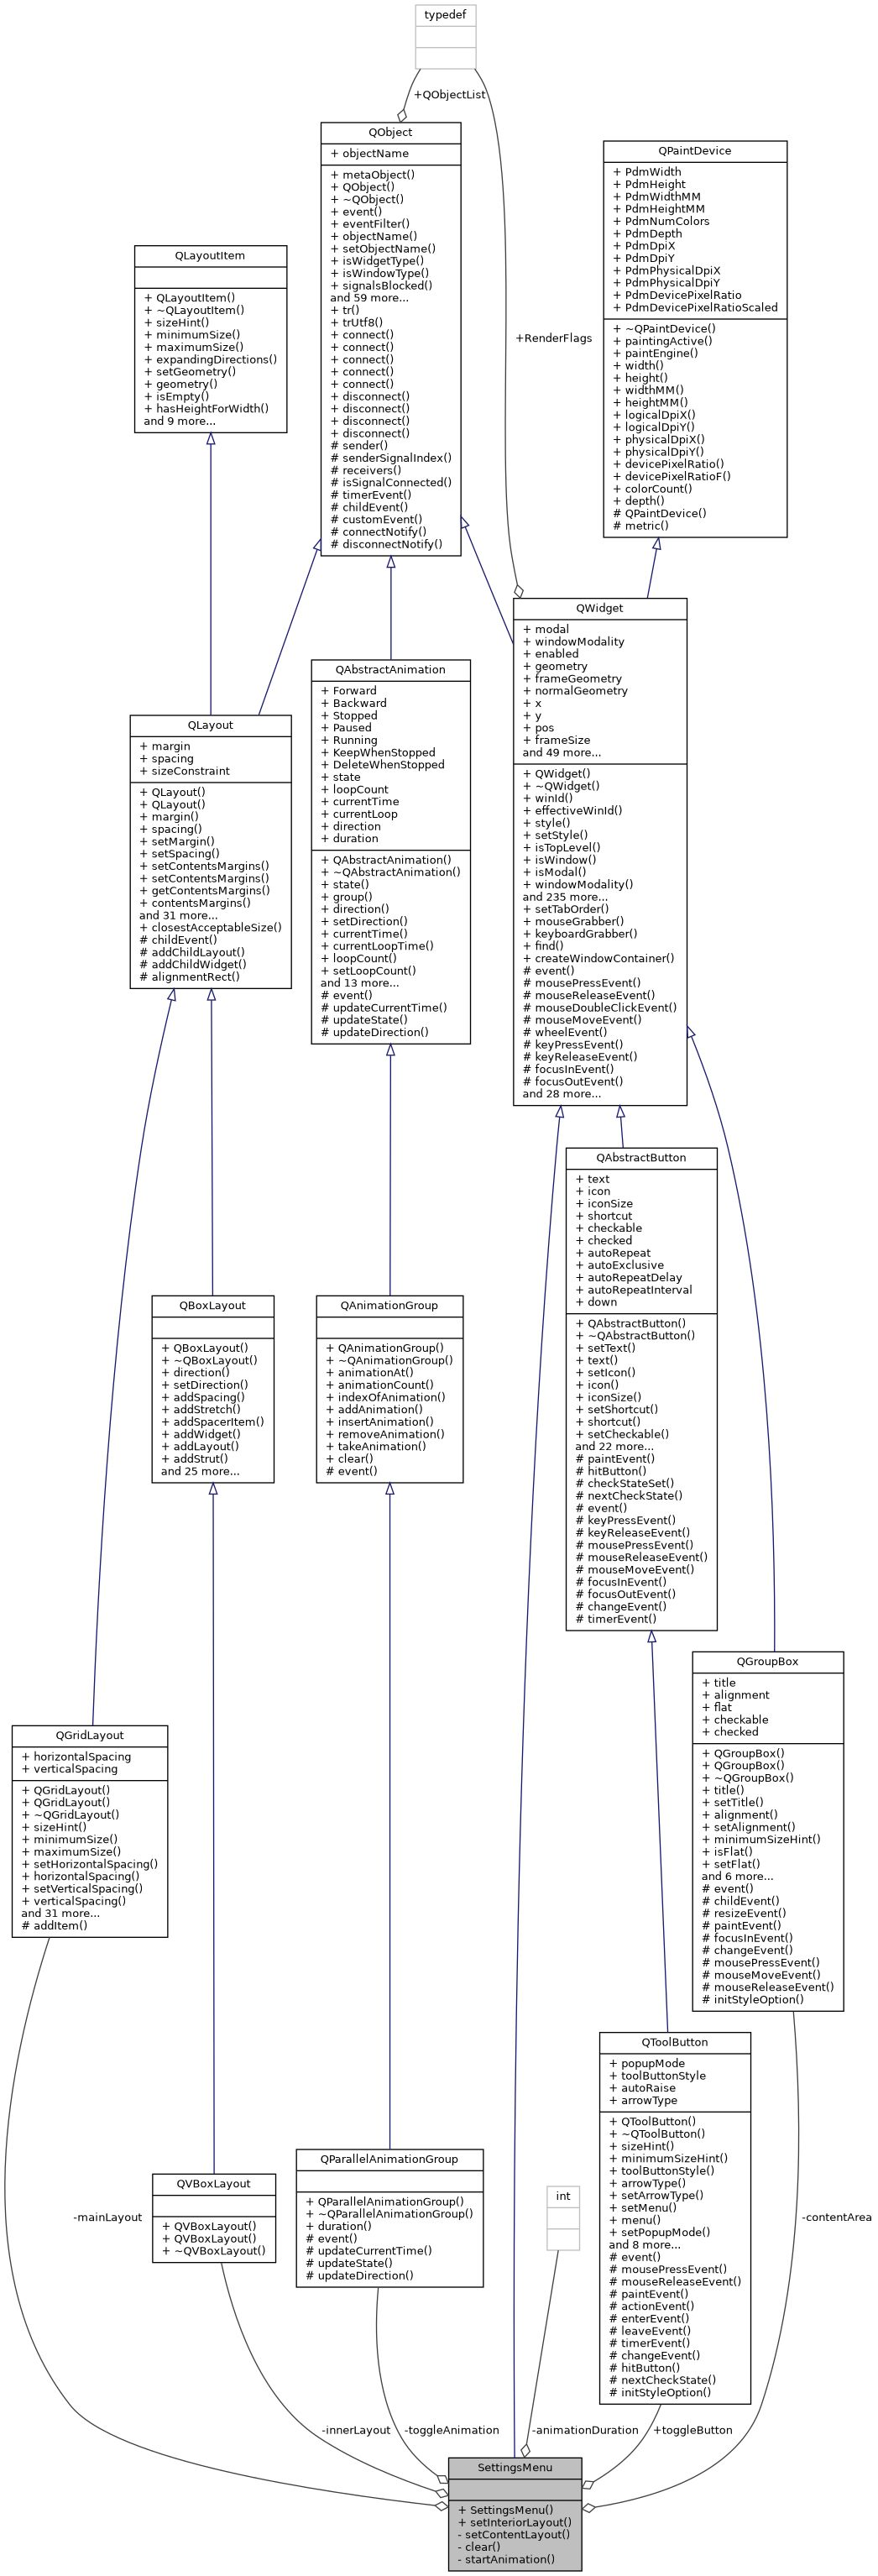 typedef
+QObjectList
QObject
+ objectName
+ metaObject()
+ QObject()
+ ~QObject()
+ event()
+ eventFilter()
+ objectName()
+ setObjectName()
+ isWidgetType()
+ isWindowType()
+ signalsBlocked()
and 59 more...
+ tr()
+ trUtf8()
+ connect()
+ connect()
+ connect()
+ connect()
+ connect()
+ disconnect()
+ disconnect()
+ disconnect()
+ disconnect()
# sender()
# senderSignalIndex()
# receivers()
# isSignalConnected()
# timerEvent()
# childEvent()
# customEvent()
# connectNotify()
# disconnectNotify()
QPaintDevice
+ PdmWidth
+ PdmHeight
+ PdmWidthMM
+ PdmHeightMM
+ PdmNumColors
+ PdmDepth
+ PdmDpiX
+ PdmDpiY
+ PdmPhysicalDpiX
+ PdmPhysicalDpiY
+ PdmDevicePixelRatio
+ PdmDevicePixelRatioScaled
+ ~QPaintDevice()
+ paintingActive()
+ paintEngine()
+ width()
+ height()
+ widthMM()
+ heightMM()
+ logicalDpiX()
+ logicalDpiY()
+ physicalDpiX()
+ physicalDpiY()
+ devicePixelRatio()
+ devicePixelRatioF()
+ colorCount()
+ depth()
# QPaintDevice()
# metric()
QLayoutItem
+ QLayoutItem()
+ ~QLayoutItem()
+ sizeHint()
+ minimumSize()
+ maximumSize()
+ expandingDirections()
+ setGeometry()
+ geometry()
+ isEmpty()
+ hasHeightForWidth()
and 9 more...
+RenderFlags
QWidget
+ modal
+ windowModality
+ enabled
+ geometry
+ frameGeometry
+ normalGeometry
+ x
+ y
+ pos
+ frameSize
and 49 more...
+ QWidget()
+ ~QWidget()
+ winId()
+ effectiveWinId()
+ style()
+ setStyle()
+ isTopLevel()
+ isWindow()
+ isModal()
+ windowModality()
and 235 more...
+ setTabOrder()
+ mouseGrabber()
+ keyboardGrabber()
+ find()
+ createWindowContainer()
# event()
# mousePressEvent()
# mouseReleaseEvent()
# mouseDoubleClickEvent()
# mouseMoveEvent()
# wheelEvent()
# keyPressEvent()
# keyReleaseEvent()
# focusInEvent()
# focusOutEvent()
and 28 more...
QAbstractAnimation
+ Forward
+ Backward
+ Stopped
+ Paused
+ Running
+ KeepWhenStopped
+ DeleteWhenStopped
+ state
+ loopCount
+ currentTime
+ currentLoop
+ direction
+ duration
+ QAbstractAnimation()
+ ~QAbstractAnimation()
+ state()
+ group()
+ direction()
+ setDirection()
+ currentTime()
+ currentLoopTime()
+ loopCount()
+ setLoopCount()
and 13 more...
# event()
# updateCurrentTime()
# updateState()
# updateDirection()
QLayout
+ margin
+ spacing
+ sizeConstraint
+ QLayout()
+ QLayout()
+ margin()
+ spacing()
+ setMargin()
+ setSpacing()
+ setContentsMargins()
+ setContentsMargins()
+ getContentsMargins()
+ contentsMargins()
and 31 more...
+ closestAcceptableSize()
# childEvent()
# addChildLayout()
# addChildWidget()
# alignmentRect()
QAbstractButton
+ text
+ icon
+ iconSize
+ shortcut
+ checkable
+ checked
+ autoRepeat
+ autoExclusive
+ autoRepeatDelay
+ autoRepeatInterval
+ down
+ QAbstractButton()
+ ~QAbstractButton()
+ setText()
+ text()
+ setIcon()
+ icon()
+ iconSize()
+ setShortcut()
+ shortcut()
+ setCheckable()
and 22 more...
# paintEvent()
# hitButton()
# checkStateSet()
# nextCheckState()
# event()
# keyPressEvent()
# keyReleaseEvent()
# mousePressEvent()
# mouseReleaseEvent()
# mouseMoveEvent()
# focusInEvent()
# focusOutEvent()
# changeEvent()
# timerEvent()
QBoxLayout
+ QBoxLayout()
+ ~QBoxLayout()
+ direction()
+ setDirection()
+ addSpacing()
+ addStretch()
+ addSpacerItem()
+ addWidget()
+ addLayout()
+ addStrut()
and 25 more...
QAnimationGroup
+ QAnimationGroup()
+ ~QAnimationGroup()
+ animationAt()
+ animationCount()
+ indexOfAnimation()
+ addAnimation()
+ insertAnimation()
+ removeAnimation()
+ takeAnimation()
+ clear()
# event()
QGroupBox
+ title
+ alignment
+ flat
+ checkable
+ checked
+ QGroupBox()
+ QGroupBox()
+ ~QGroupBox()
+ title()
+ setTitle()
+ alignment()
+ setAlignment()
+ minimumSizeHint()
+ isFlat()
+ setFlat()
and 6 more...
# event()
# childEvent()
# resizeEvent()
# paintEvent()
# focusInEvent()
# changeEvent()
# mousePressEvent()
# mouseMoveEvent()
# mouseReleaseEvent()
# initStyleOption()
QGridLayout
+ horizontalSpacing
+ verticalSpacing
+ QGridLayout()
+ QGridLayout()
+ ~QGridLayout()
+ sizeHint()
+ minimumSize()
+ maximumSize()
+ setHorizontalSpacing()
+ horizontalSpacing()
+ setVerticalSpacing()
+ verticalSpacing()
and 31 more...
# addItem()
QToolButton
+ popupMode
+ toolButtonStyle
+ autoRaise
+ arrowType
+ QToolButton()
+ ~QToolButton()
+ sizeHint()
+ minimumSizeHint()
+ toolButtonStyle()
+ arrowType()
+ setArrowType()
+ setMenu()
+ menu()
+ setPopupMode()
and 8 more...
# event()
# mousePressEvent()
# mouseReleaseEvent()
# paintEvent()
# actionEvent()
# enterEvent()
# leaveEvent()
# timerEvent()
# changeEvent()
# hitButton()
# nextCheckState()
# initStyleOption()
QParallelAnimationGroup
+ QParallelAnimationGroup()
+ ~QParallelAnimationGroup()
+ duration()
# event()
# updateCurrentTime()
# updateState()
# updateDirection()
QVBoxLayout
+ QVBoxLayout()
+ QVBoxLayout()
+ ~QVBoxLayout()
int
-mainLayout
-contentArea
-innerLayout
-toggleAnimation
-animationDuration
+toggleButton
SettingsMenu
+ SettingsMenu()
+ setInteriorLayout()
- setContentLayout()
- clear()
- startAnimation()